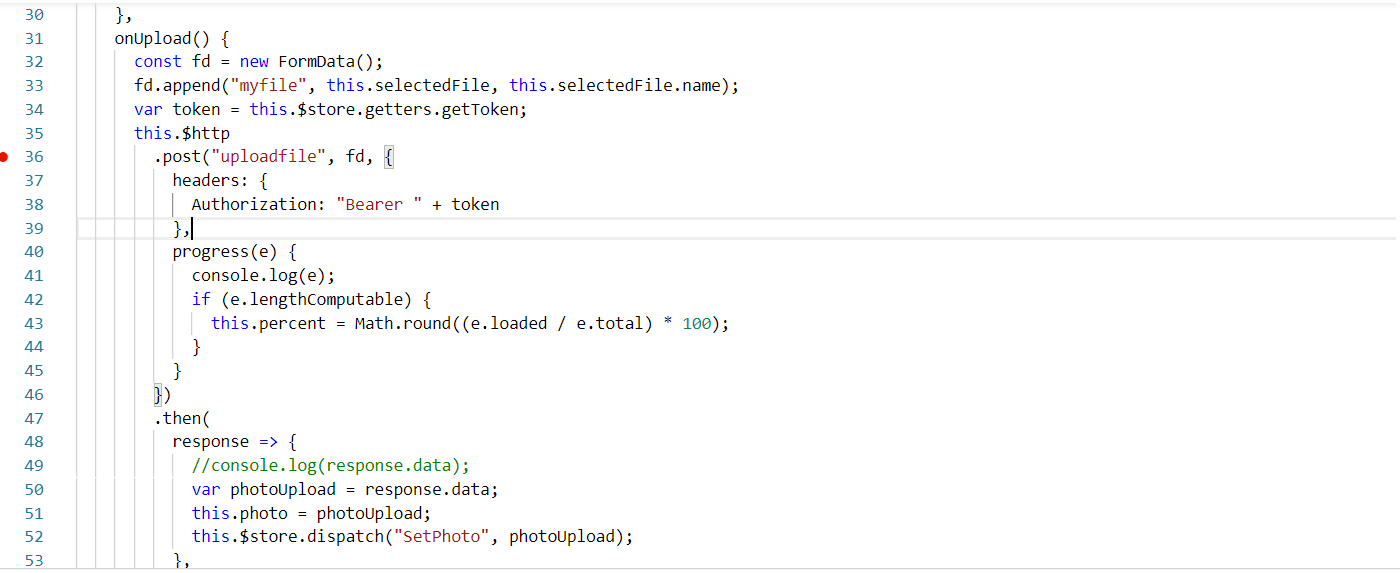 30 },
31 onUpload() {
32 const fd = new FormData();
33 fd.append("myfile", this.selectedFile, this.selectedFile.name);
34 var token = this.$store.getters.getToken;
35 this.$http
36 .post("uploadfile", fd, {
37 headers: {
38 Authorization: "Bearer " + token
39 },
40 progress(e) {
41 console.log(e);
42 if (e.lengthComputable) {
43 this.percent = Math.round((e.loaded / e.total) * 100);
44 }
45 }
46 })
47 .then(
48 response => {
49 //console.log(response.data);
50 var photoUpload = response.data;
51 this.photo = photoUpload;
52 this.$store.dispatch("SetPhoto", photoUpload);
53 },